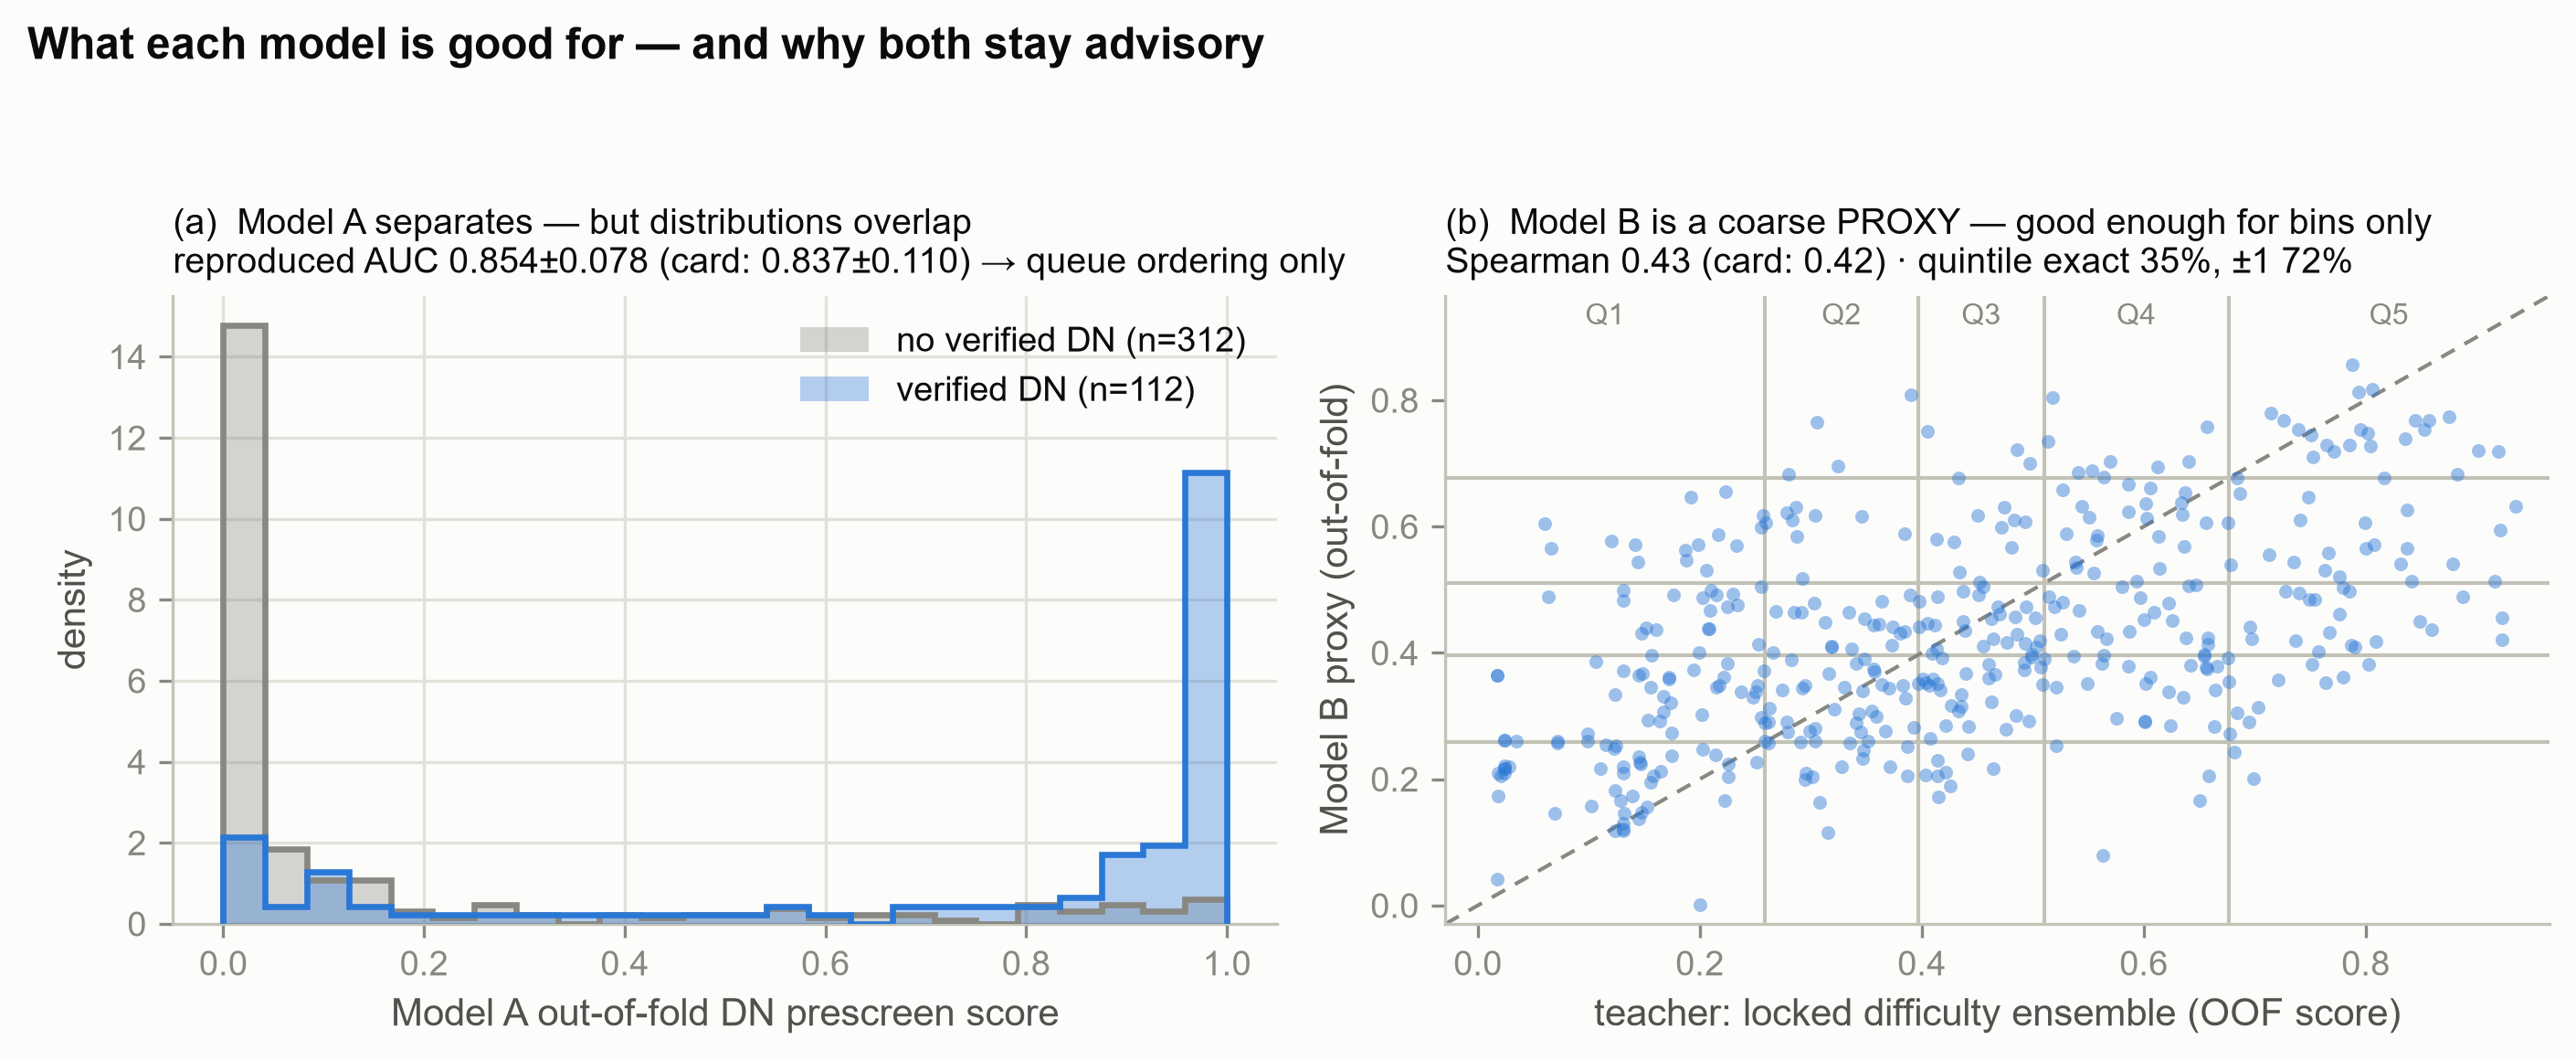 What each model is good for — and why both stay advisory
(a)  Model A separates — but distributions overlap
reproduced AUC 0.854±0.078 (card: 0.837±0.110) → queue ordering only
no verified DN (n=312)
verified DN (n=112)
density
14
12
10
8
6
4
2
0
0.0 0.2 0.4 0.6 0.8 1.0
Model A out-of-fold DN prescreen score
(b)  Model B is a coarse PROXY — good enough for bins only
Spearman 0.43 (card: 0.42) · quintile exact 35%, ±1 72%
Q1 Q2 Q3 Q4 Q5
Model B proxy (out-of-fold)
0.8
0.6
0.4
0.2
0.0
0.0 0.2 0.4 0.6 0.8
teacher: locked difficulty ensemble (OOF score)